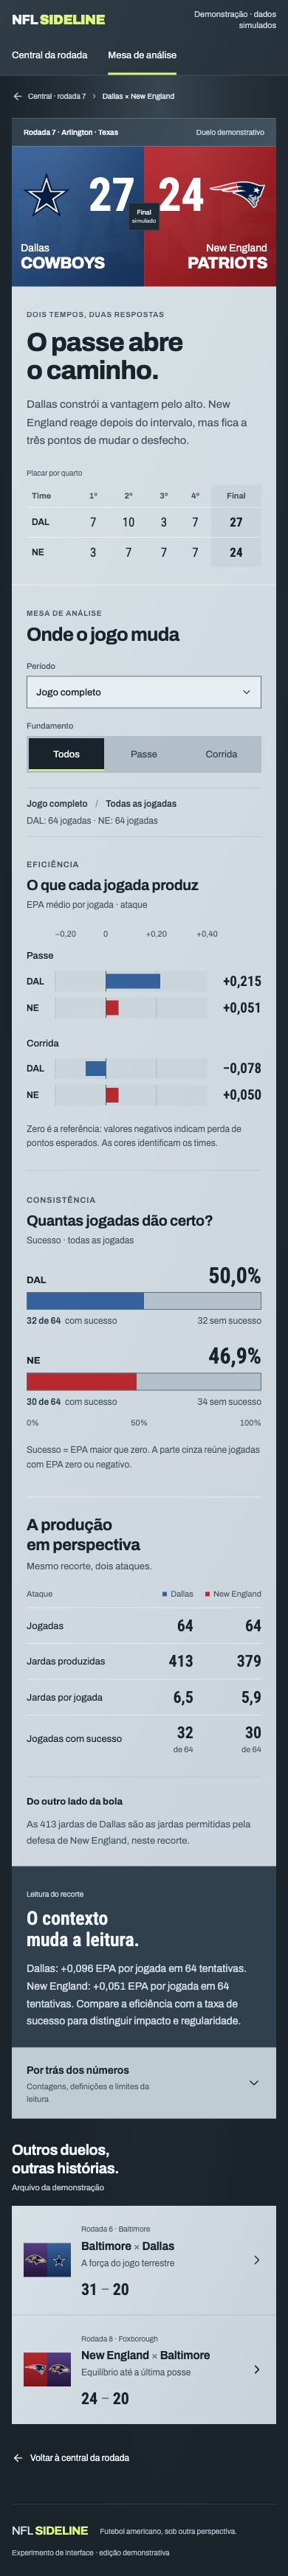 NFL SIDELINE
Demonstração · dados
simulados
Central da rodada
Mesa de análise
← Central · rodada 7 › Dallas × New England
Rodada 7 · Arlington · Texas
Duelo demonstrativo
27
24
Final
simulado
Dallas
COWBOYS
New England
PATRIOTS
DOIS TEMPOS, DUAS RESPOSTAS
O passe abre
o caminho.
Dallas constrói a vantagem pelo alto. New
England reage depois do intervalo, mas fica a
três pontos de mudar o desfecho.
Placar por quarto
Time 1º 2º 3º 4º Final
DAL 7 10 3 7 27
NE 3 7 7 7 24
MESA DE ANÁLISE
Onde o jogo muda
Período
Jogo completo
Fundamento
Todos Passe Corrida
Jogo completo / Todas as jogadas
DAL: 64 jogadas · NE: 64 jogadas
EFICIÊNCIA
O que cada jogada produz
EPA médio por jogada · ataque
−0,20 0 +0,20 +0,40
Passe
DAL +0,215
NE +0,051
Corrida
DAL −0,078
NE +0,050
Zero é a referência: valores negativos indicam perda de
pontos esperados. As cores identificam os times.
CONSISTÊNCIA
Quantas jogadas dão certo?
Sucesso · todas as jogadas
DAL 50,0%
32 de 64 com sucesso 32 sem sucesso
NE 46,9%
30 de 64 com sucesso 34 sem sucesso
0% 50% 100%
Sucesso = EPA maior que zero. A parte cinza reúne jogadas
com EPA zero ou negativo.
A produção
em perspectiva
Mesmo recorte, dois ataques.
Ataque Dallas New England
Jogadas 64 64
Jardas produzidas 413 379
Jardas por jogada 6,5 5,9
Jogadas com sucesso 32 30
de 64 de 64
Do outro lado da bola
As 413 jardas de Dallas são as jardas permitidas pela
defesa de New England, neste recorte.
Leitura do recorte
O contexto
muda a leitura.
Dallas: +0,096 EPA por jogada em 64 tentativas.
New England: +0,051 EPA por jogada em 64
tentativas. Compare a eficiência com a taxa de
sucesso para distinguir impacto e regularidade.
Por trás dos números
Contagens, definições e limites da
leitura
Outros duelos,
outras histórias.
Arquivo da demonstração
Rodada 6 · Baltimore
Baltimore × Dallas
A força do jogo terrestre
31 – 20
Rodada 8 · Foxborough
New England × Baltimore
Equilíbrio até a última posse
24 – 20
← Voltar à central da rodada
NFL SIDELINE Futebol americano, sob outra perspectiva.
Experimento de interface · edição demonstrativa